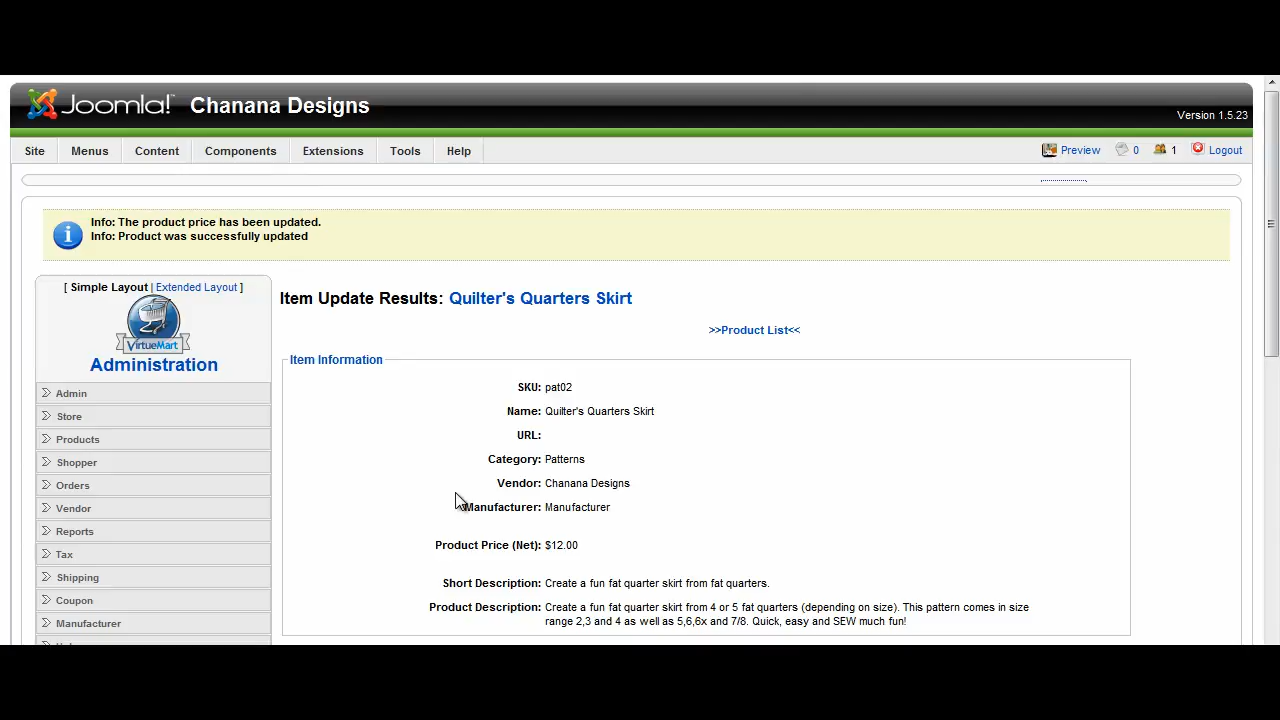 Joomla!™ Chanana Designs
Version 1.5.23
Site Menus Content Components Extensions Tools Help
Preview 0 1 Logout
Info: The product price has been updated.
Info: Product was successfully updated
[ Simple Layout | Extended Layout ]
VirtueMart
Administration
Admin
Store
Products
Shopper
Orders
Vendor
Reports
Tax
Shipping
Coupon
Manufacturer
Item Update Results: Quilter's Quarters Skirt
>>Product List<<
Item Information
SKU: pat02
Name: Quilter's Quarters Skirt
URL:
Category: Patterns
Vendor: Chanana Designs
Manufacturer: Manufacturer
Product Price (Net): $12.00
Short Description: Create a fun fat quarter skirt from fat quarters.
Product Description: Create a fun fat quarter skirt from 4 or 5 fat quarters (depending on size). This pattern comes in size
range 2,3 and 4 as well as 5,6,6x and 7/8. Quick, easy and SEW much fun!